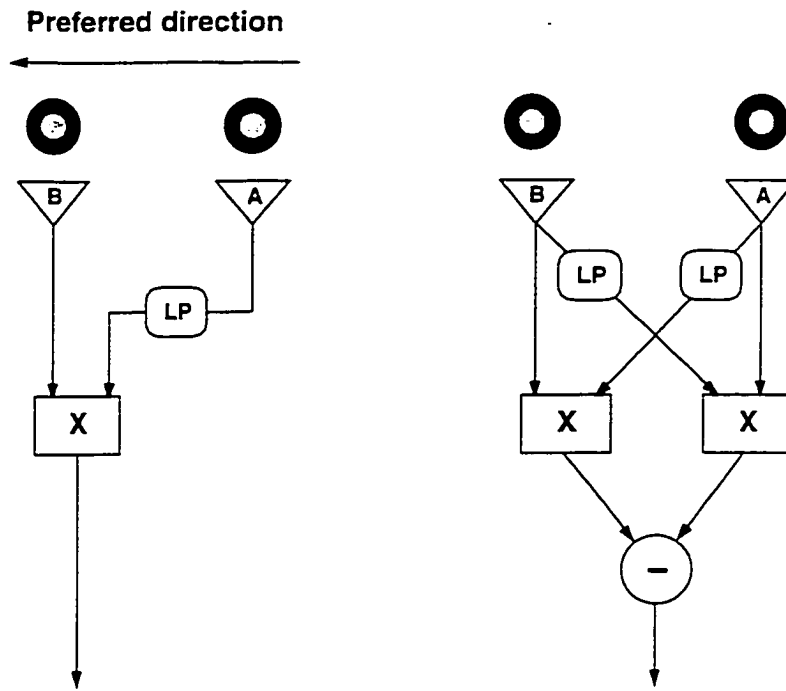 Preferred direction
B A B A
LP LP
LP
X X X
−